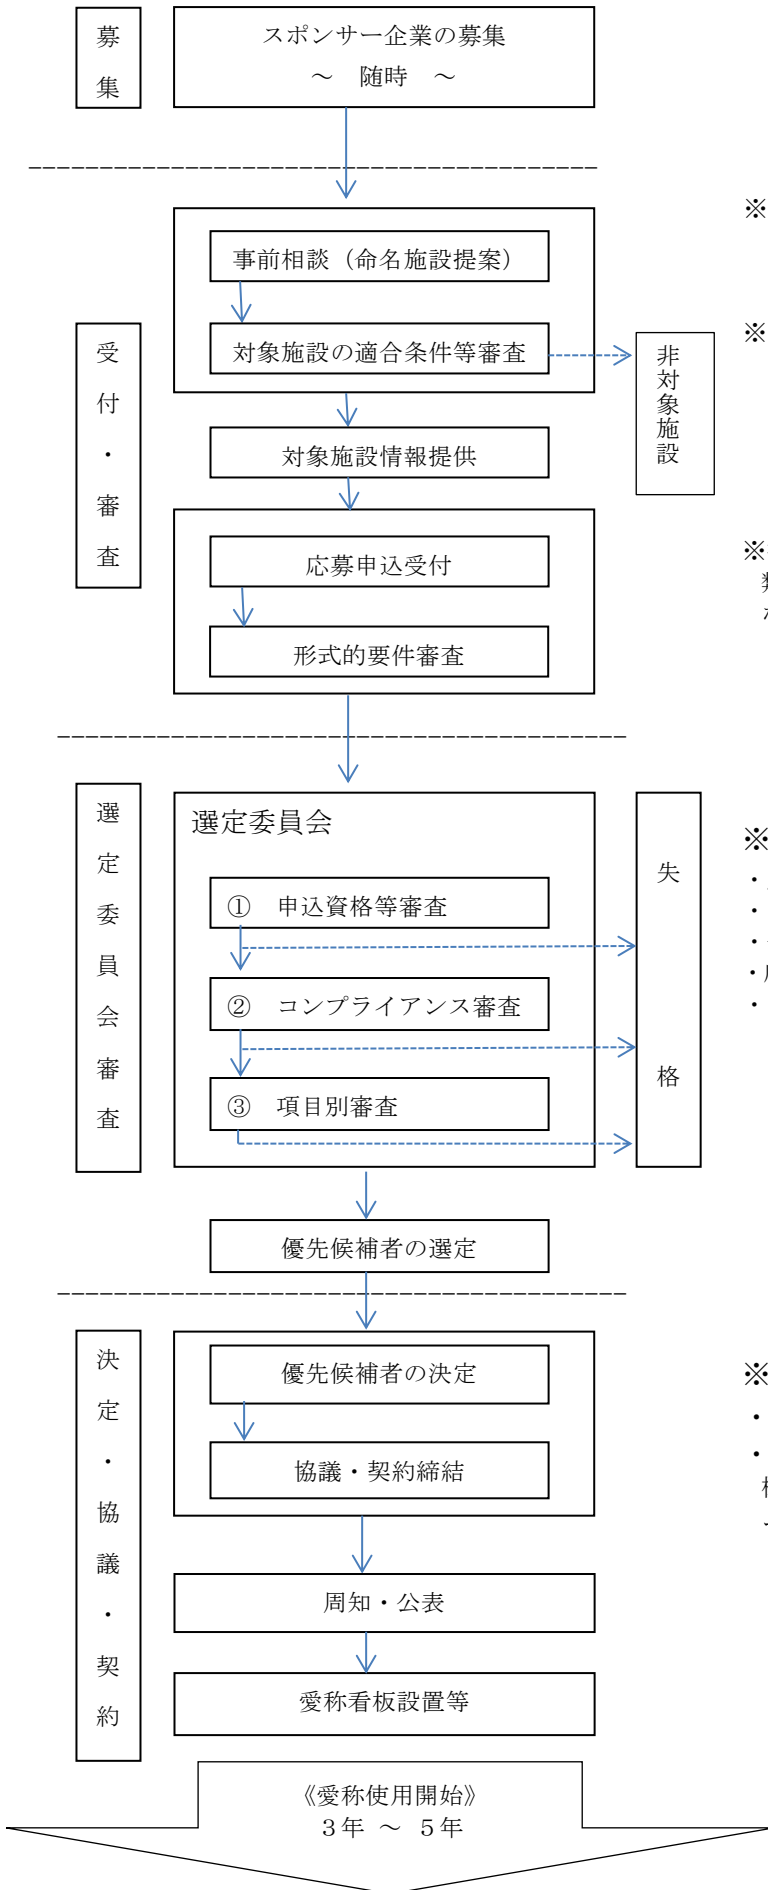 募集
スポンサー企業の募集
～　随時　～
※
事前相談（命名施設提案）
※
受付・審査
対象施設の適合条件等審査
非対象施設
対象施設情報提供
※
応募申込受付
形式的要件審査
選定委員会審査
選定委員会
失格
※
①　申込資格等審査
・
・
・
・
②　コンプライアンス審査
・
③　項目別審査
優先候補者の選定
決定・協議・契約
優先候補者の決定
※
・
・
協議・契約締結
周知・公表
愛称看板設置等
《愛称使用開始》
３年 ～ ５年